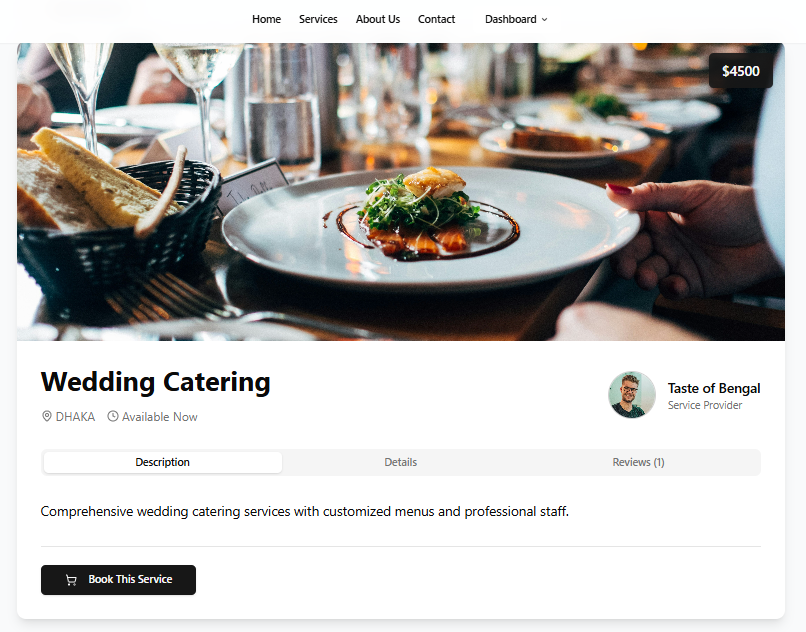 Home Services About Us Contact Dashboard
$4500
Wedding Catering
DHAKA Available Now
Taste of Bengal
Service Provider
Description Details Reviews (1)
Comprehensive wedding catering services with customized menus and professional staff.
Book This Service